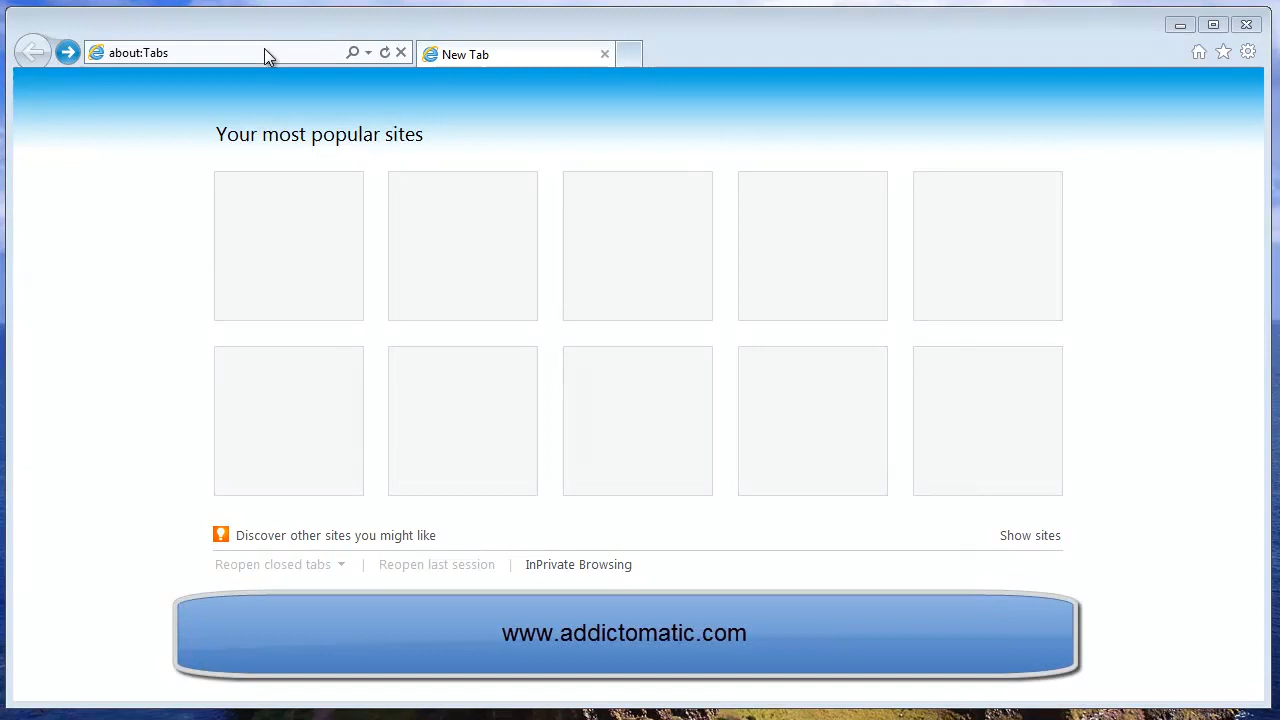 about:Tabs
New Tab
Your most popular sites
Discover other sites you might like
Show sites
Reopen closed tabs | Reopen last session | InPrivate Browsing
www.addictomatic.com